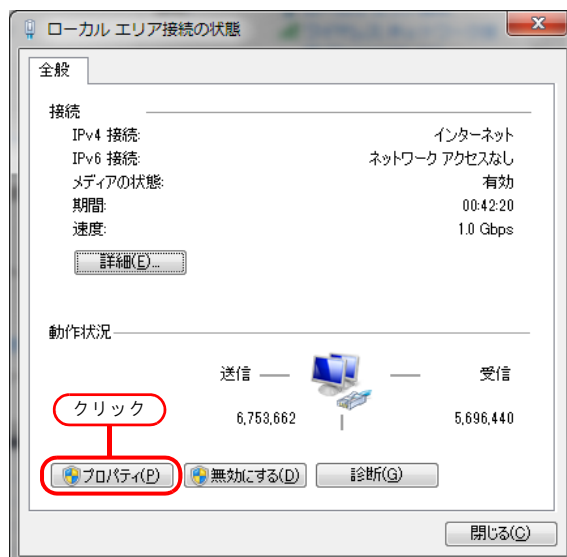 ローカル エリア接続の状態
全般
接続
IPv4 接続: インターネット
IPv6 接続: ネットワーク アクセスなし
メディアの状態: 有効
期間: 00:42:20
速度: 1.0 Gbps
詳細(E)...
動作状況
送信 受信
クリック
6,753,662 5,696,440
プロパティ(P) 無効にする(D) 診断(G)
閉じる(C)